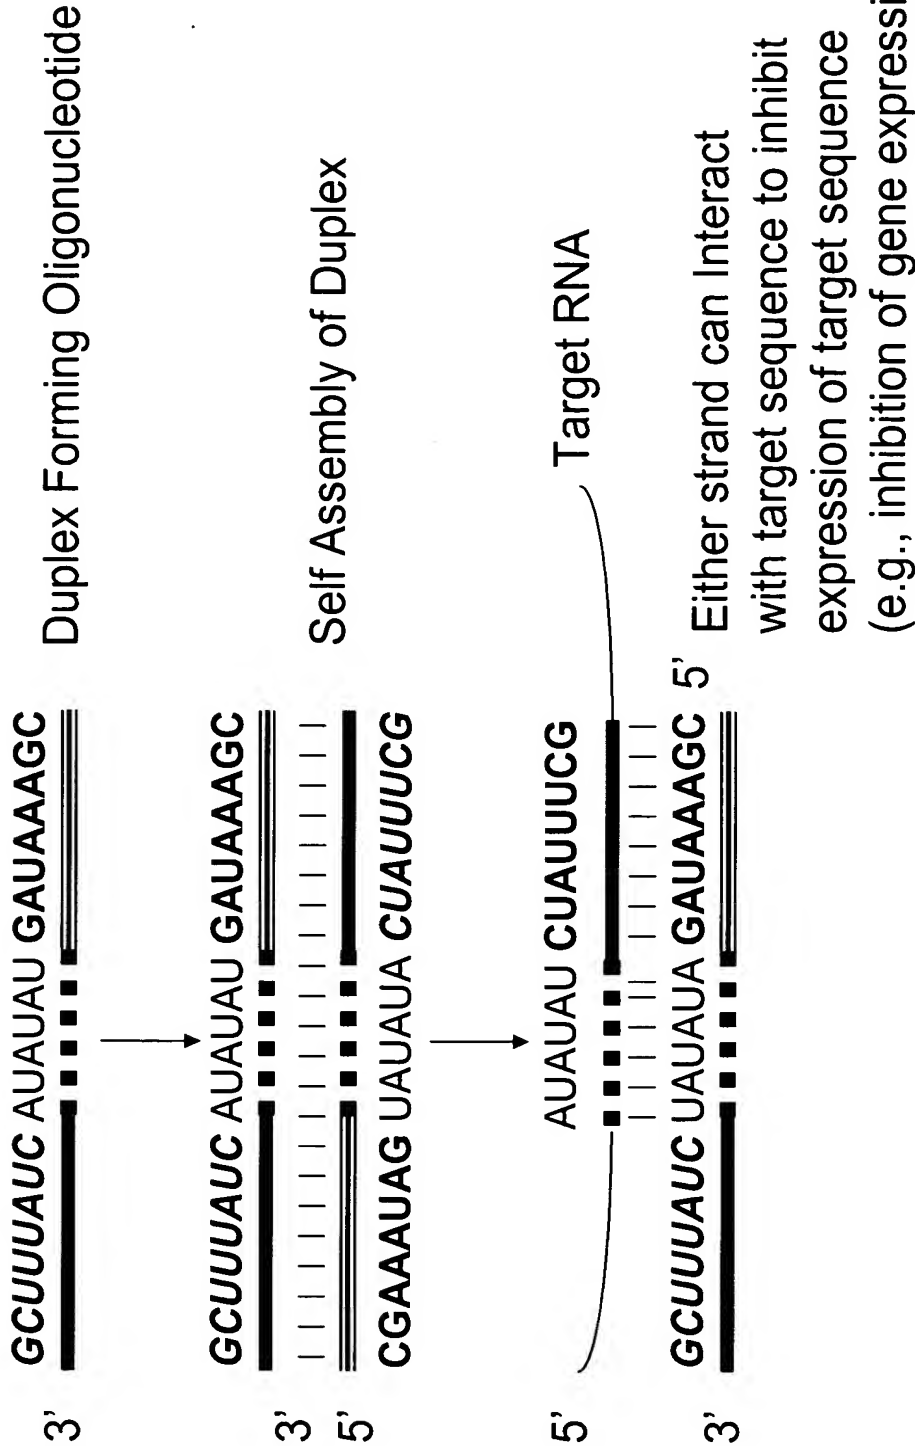 3’ GCUUUAUC AUAUAU GAUAAAGC Duplex Forming Oligonucleotide
3’ GCUUUAUC AUAUAU GAUAAAGC
Self Assembly of Duplex
5’
CGAAAUAG UAUAUA CUAUUUCG
AUAUAU CUAUUUCG
5’ Target RNA
GCUUUAUC UAUAUA GAUAAAGC
3’ 5’
Either strand can Interact
with target sequence to inhibit
expression of target sequence
(e.g., inhibition of gene expressi